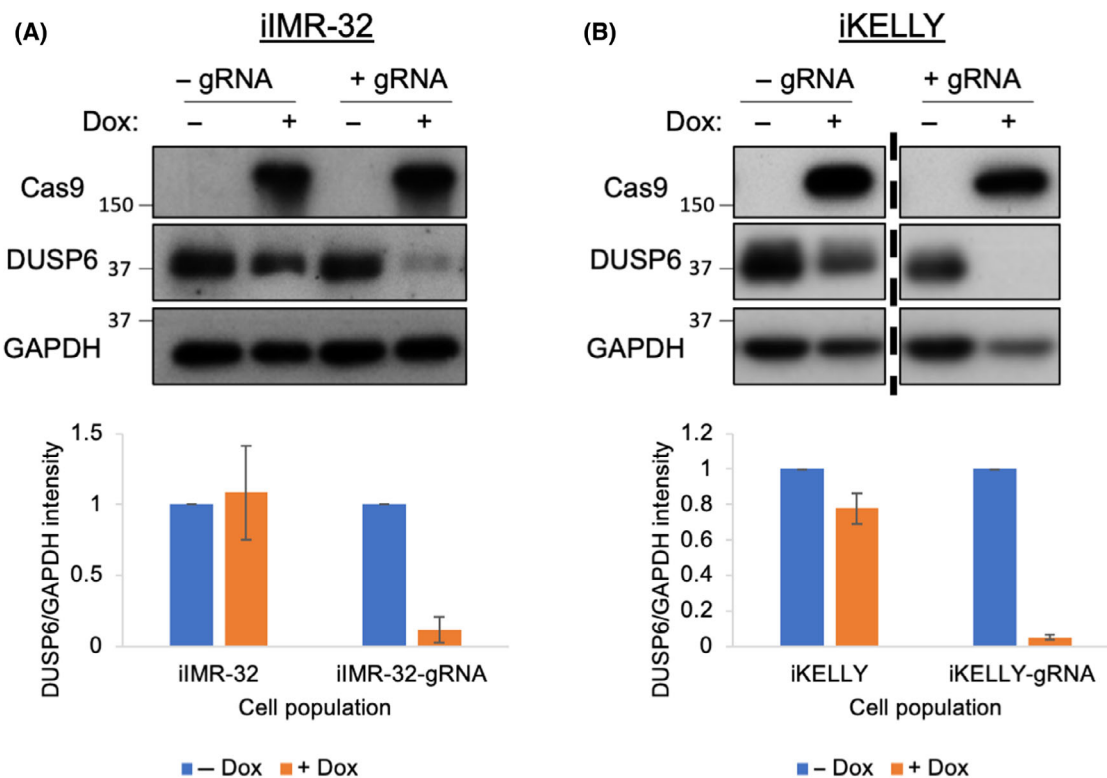 (A)
iIMR-32
– gRNA + gRNA
Dox: – + – +
Cas9
150
DUSP6
37
37
GAPDH
DUSP6/GAPDH intensity
1.5
1
0.5
0
iIMR-32 iIMR-32-gRNA
Cell population
– Dox + Dox
(B)
iKELLY
– gRNA + gRNA
Dox: – + – +
Cas9
150
DUSP6
37
37
GAPDH
DUSP6/GAPDH intensity
1.2
1
0.8
0.6
0.4
0.2
0
iKELLY iKELLY-gRNA
Cell population
– Dox + Dox